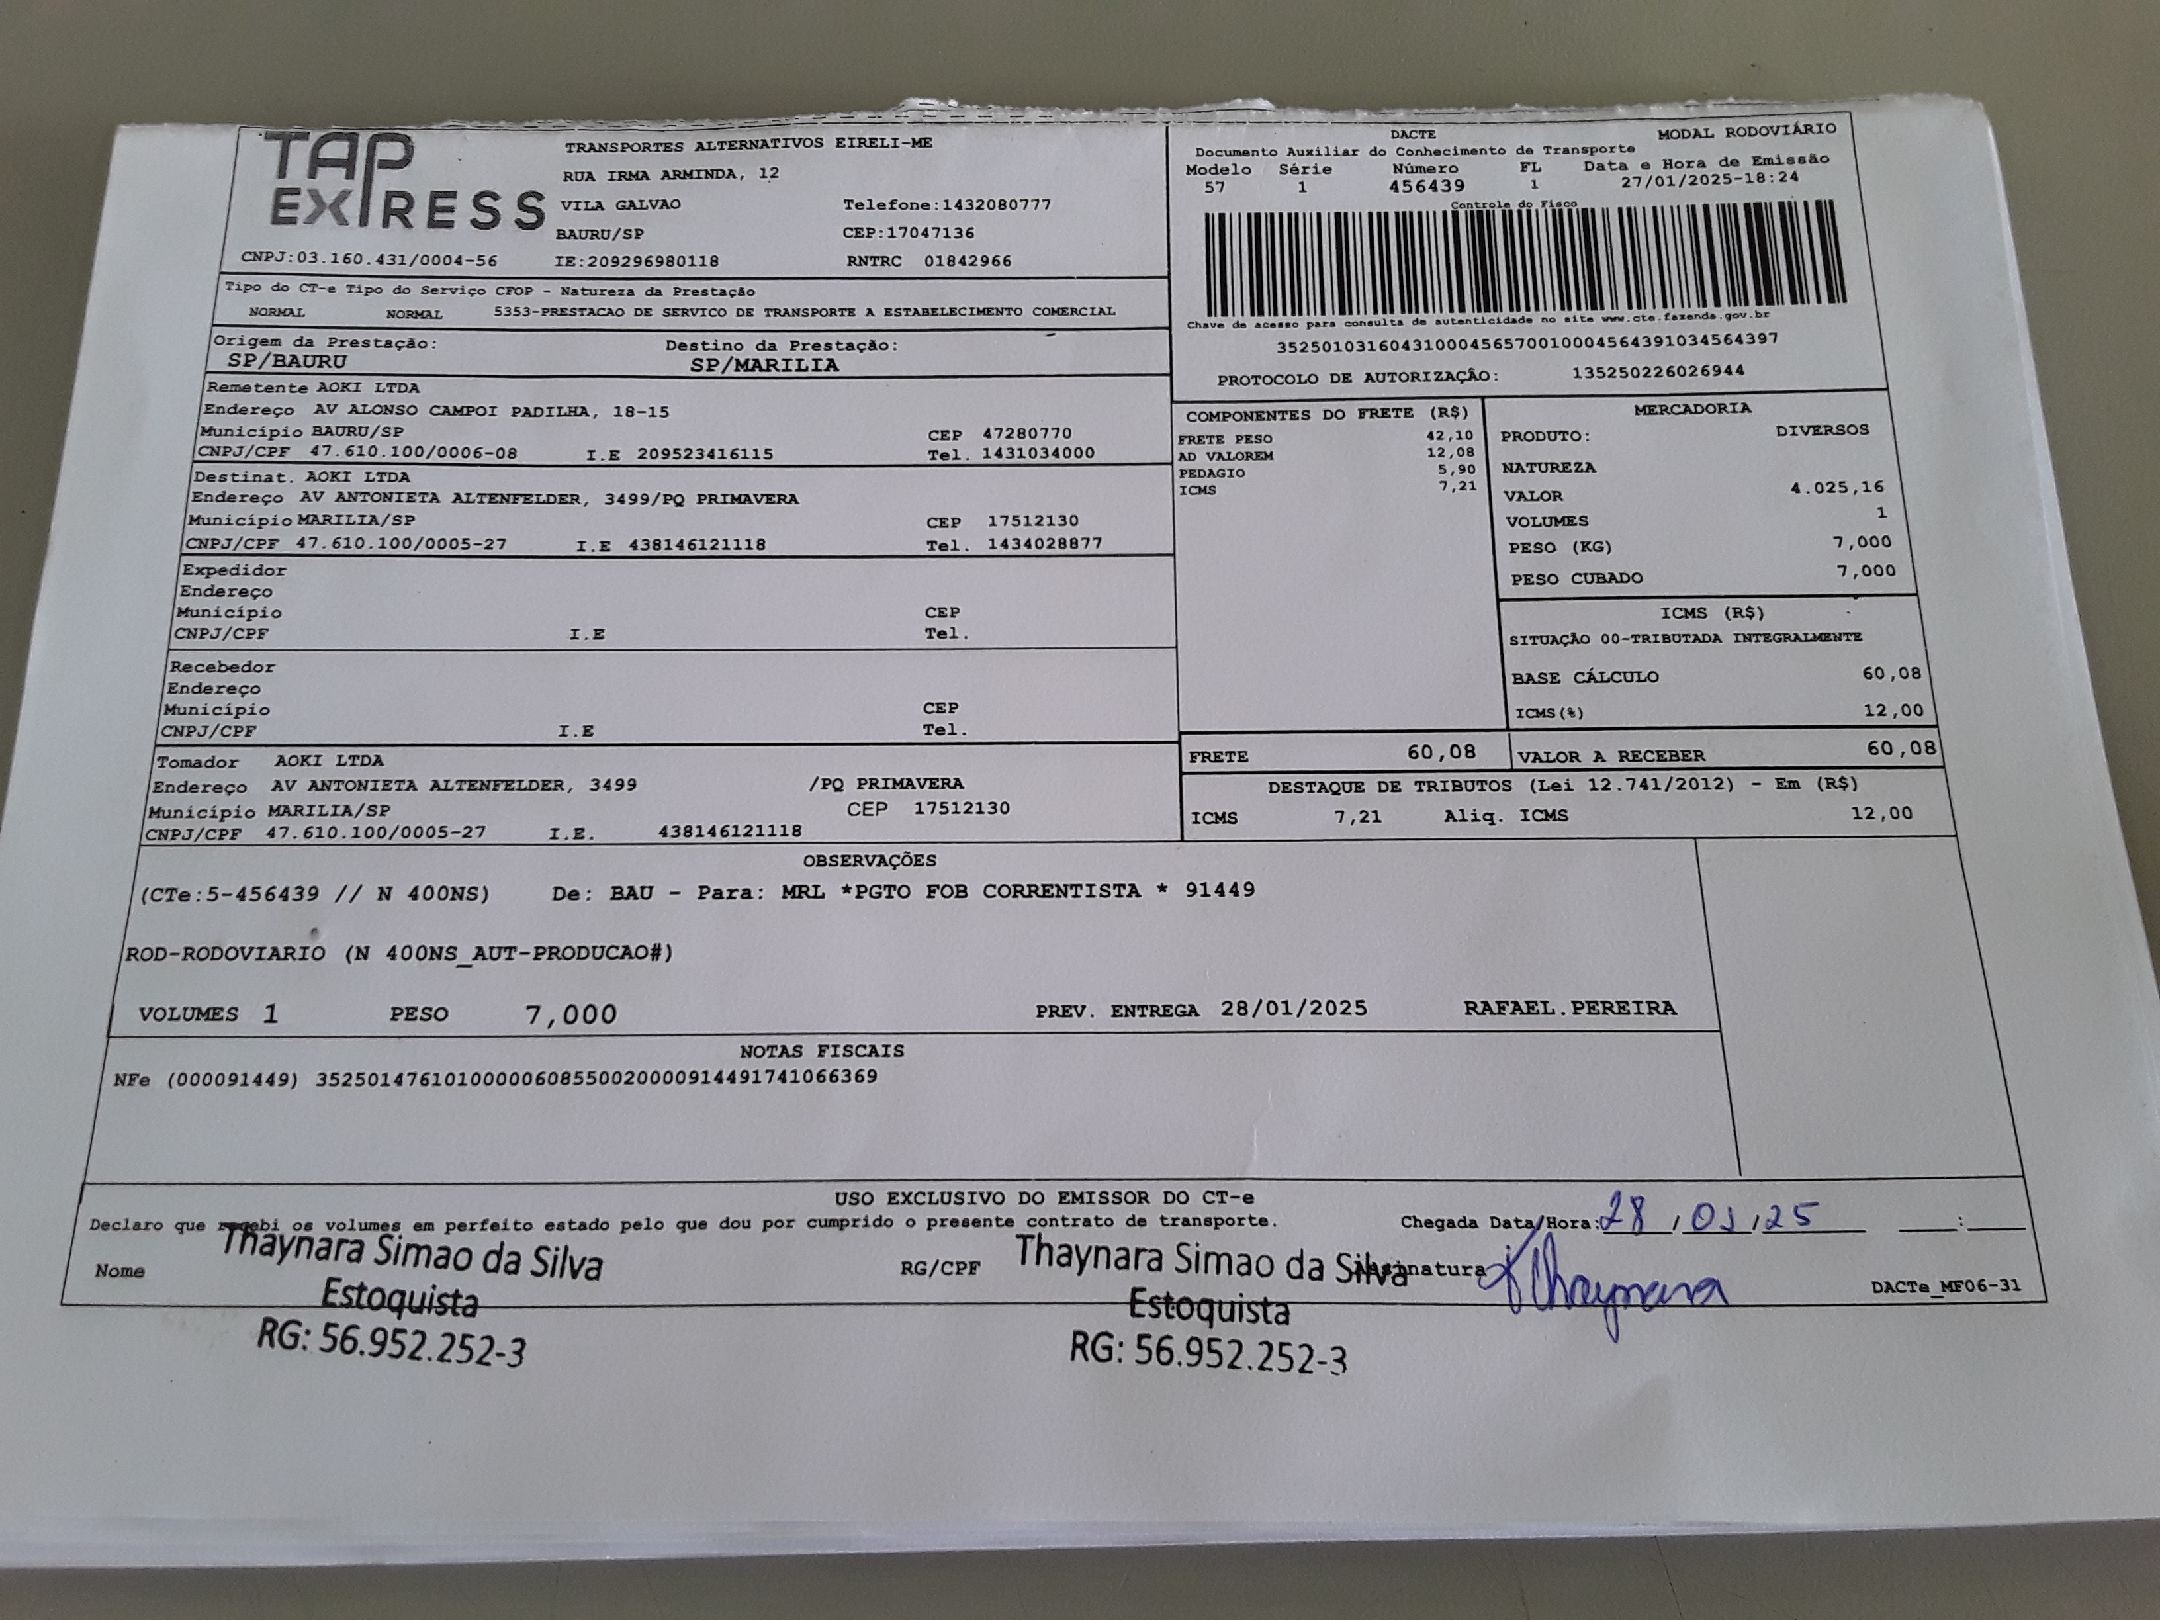 TAP EXPRESS
TRANSPORTES ALTERNATIVOS EIRELI-ME
RUA IRMA ARMINDA, 12
VILA GALVAO Telefone:1432080777
BAURU/SP CEP:17047136
CNPJ:03.160.431/0004-56 IE:209296980118 RNTRC 01842966
DACTE MODAL RODOVIÁRIO
Documento Auxiliar do Conhecimento de Transporte
Modelo Série Número FL Data e Hora de Emissão
57 1 456439 1 27/01/2025-18:24
Controle do Fisco
Chave de acesso para consulta de autenticidade no site www.cte.fazenda.gov.br
35250103160431000456570010004564391034564397
PROTOCOLO DE AUTORIZAÇÃO: 135250226026944
Tipo do CT-e Tipo do Serviço CFOP - Natureza da Prestação
NORMAL NORMAL 5353-PRESTACAO DE SERVICO DE TRANSPORTE A ESTABELECIMENTO COMERCIAL
Origem da Prestação: Destino da Prestação:
SP/BAURU SP/MARILIA
Remetente AOKI LTDA
Endereço AV ALONSO CAMPOI PADILHA, 18-15
Município BAURU/SP CEP 47280770
CNPJ/CPF 47.610.100/0006-08 I.E 209523416115 Tel. 1431034000
Destinat. AOKI LTDA
Endereço AV ANTONIETA ALTENFELDER, 3499/PQ PRIMAVERA
Município MARILIA/SP CEP 17512130
CNPJ/CPF 47.610.100/0005-27 I.E 438146121118 Tel. 1434028877
Expedidor
Endereço
Município CEP
CNPJ/CPF I.E Tel.
Recebedor
Endereço
Município CEP
CNPJ/CPF I.E Tel.
Tomador AOKI LTDA
Endereço AV ANTONIETA ALTENFELDER, 3499 /PQ PRIMAVERA
Município MARILIA/SP CEP 17512130
CNPJ/CPF 47.610.100/0005-27 I.E. 438146121118
COMPONENTES DO FRETE (R$)
FRETE PESO 42,10
AD VALOREM 12,08
PEDAGIO 5,90
ICMS 7,21
MERCADORIA
PRODUTO: DIVERSOS
NATUREZA
VALOR 4.025,16
VOLUMES 1
PESO (KG) 7,000
PESO CUBADO 7,000
ICMS (R$)
SITUAÇÃO 00-TRIBUTADA INTEGRALMENTE
BASE CÁLCULO 60,08
ICMS(%) 12,00
FRETE 60,08 VALOR A RECEBER 60,08
DESTAQUE DE TRIBUTOS (Lei 12.741/2012) - Em (R$)
ICMS 7,21 Aliq. ICMS 12,00
OBSERVAÇÕES
(CTe:5-456439 // N 400NS) De: BAU - Para: MRL *PGTO FOB CORRENTISTA * 91449
ROD-RODOVIARIO (N 400NS_AUT-PRODUCAO#)
VOLUMES 1 PESO 7,000 PREV. ENTREGA 28/01/2025 RAFAEL.PEREIRA
NOTAS FISCAIS
NFe (000091449) 35250147610100000608550020000914491741066369
USO EXCLUSIVO DO EMISSOR DO CT-e
Declaro que recebi os volumes em perfeito estado pelo que dou por cumprido o presente contrato de transporte. Chegada Data/Hora: 28/01/25 ____:____
Nome RG/CPF Assinatura Thaynara DACTe_MF06-31
Thaynara Simao da Silva
Estoquista
RG: 56.952.252-3
Thaynara Simao da Silva
Estoquista
RG: 56.952.252-3